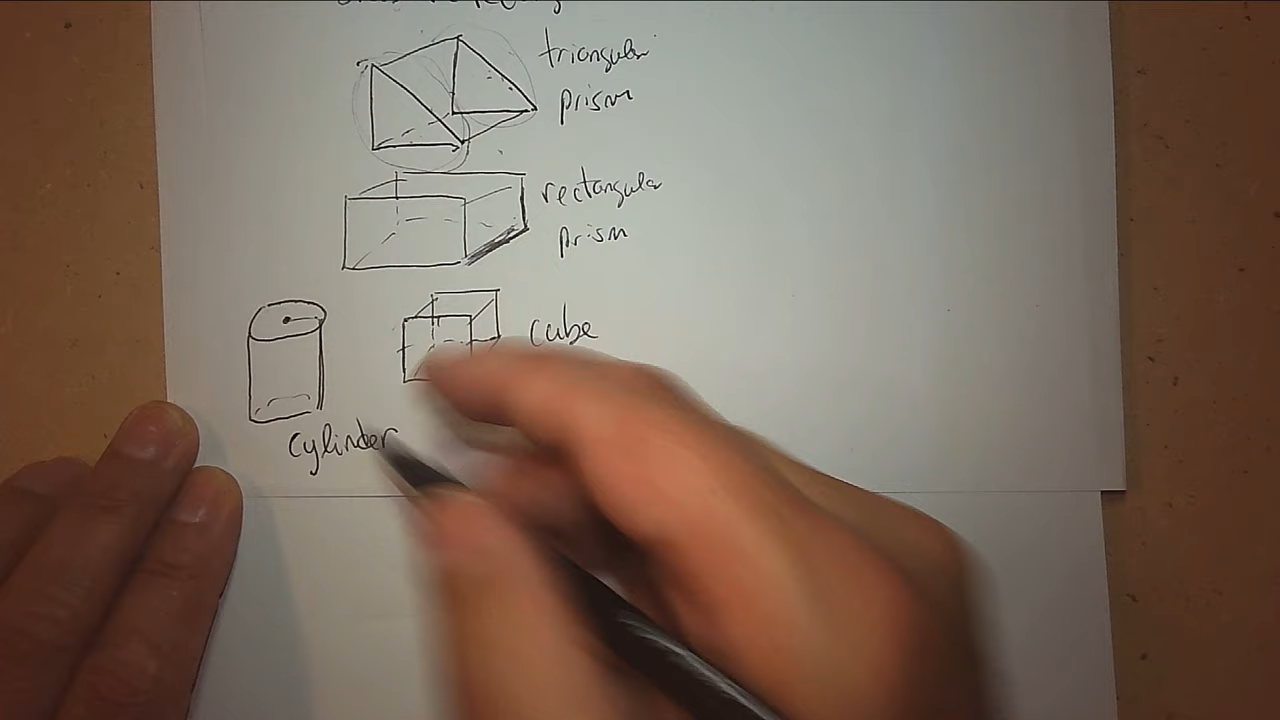 triangular
prism
rectangular
prism
cube
cylinder